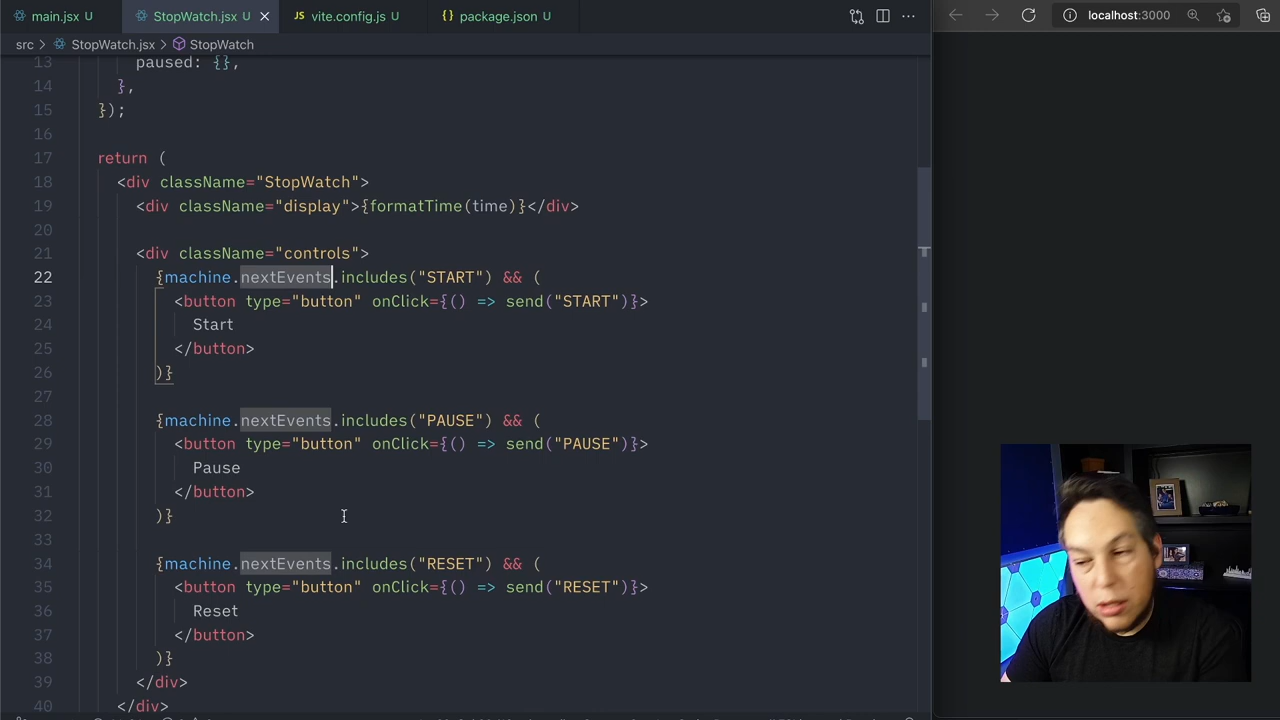 main.jsx U
StopWatch.jsx U
vite.config.js U
package.json U
localhost:3000
src > StopWatch.jsx > StopWatch
13 paused: {},
14 },
15 });
16
17 return (
18 <div className="StopWatch">
19 <div className="display">{formatTime(time)}</div>
20
21 <div className="controls">
22 {machine.nextEvents.includes("START") && (
23 <button type="button" onClick={() => send("START")}>
24 Start
25 </button>
26 )}
27
28 {machine.nextEvents.includes("PAUSE") && (
29 <button type="button" onClick={() => send("PAUSE")}>
30 Pause
31 </button>
32 )}
33
34 {machine.nextEvents.includes("RESET") && (
35 <button type="button" onClick={() => send("RESET")}>
36 Reset
37 </button>
38 )}
39 </div>
40 </div>